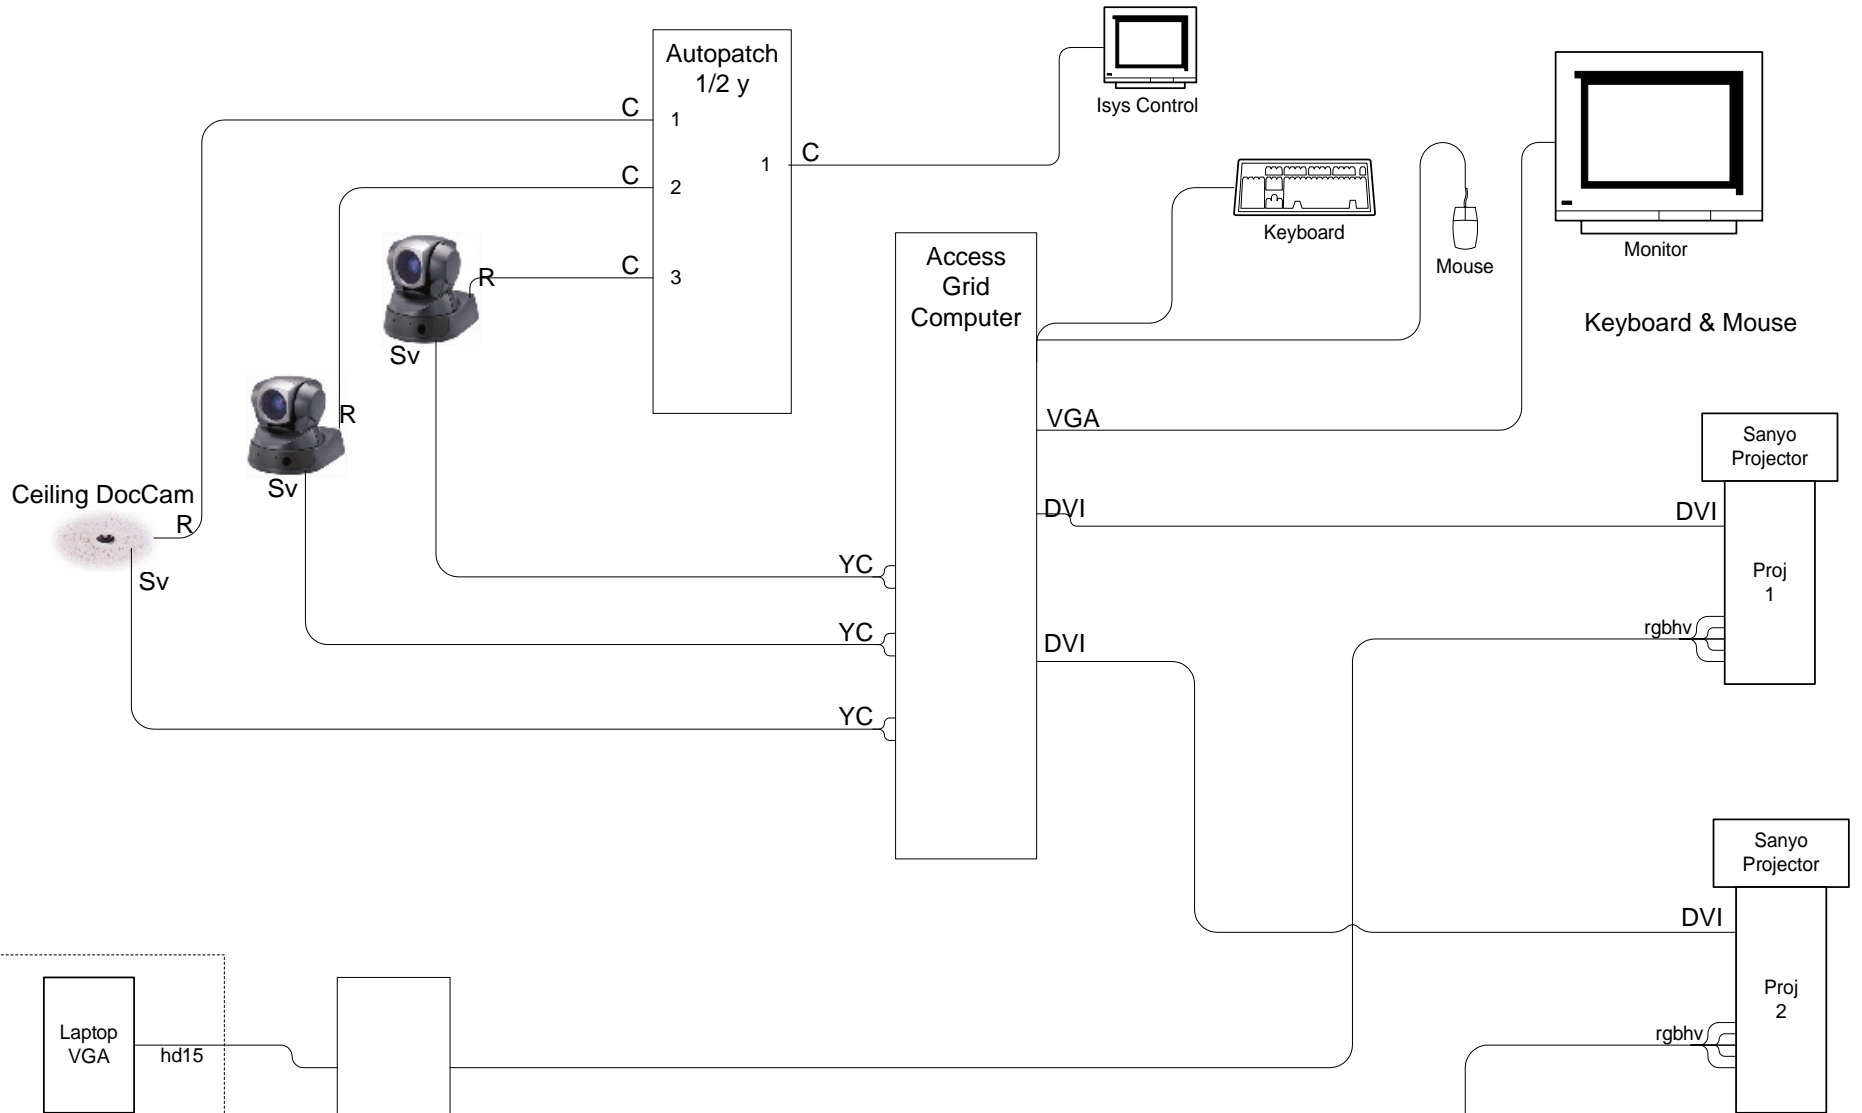 Autopatch
1/2 y
C
1
C
2
C
3
1
C
Isys Control
Keyboard
Mouse
Monitor
Keyboard & Mouse
R
Sv
R
Sv
Ceiling DocCam
R
Sv
Access
Grid
Computer
VGA
DVI
DVI
YC
YC
YC
Sanyo
Projector
DVI
Proj
1
rgbhv
Sanyo
Projector
DVI
Proj
2
rgbhv
Laptop
VGA
hd15